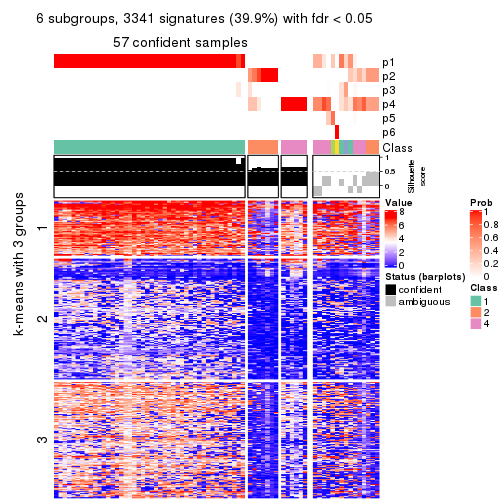 6 subgroups, 3341 signatures (39.9%) with fdr < 0.05
57 confident samples
p1
p2
p3
p4
p5
p6
Class
1
0.5
0
Silhouette
score
k-means with 3 groups
1
2
3
Value
8
6
4
2
0
Status (barplots)
confident
ambiguous
Prob
1
0.8
0.6
0.4
0.2
0
Class
1
2
4